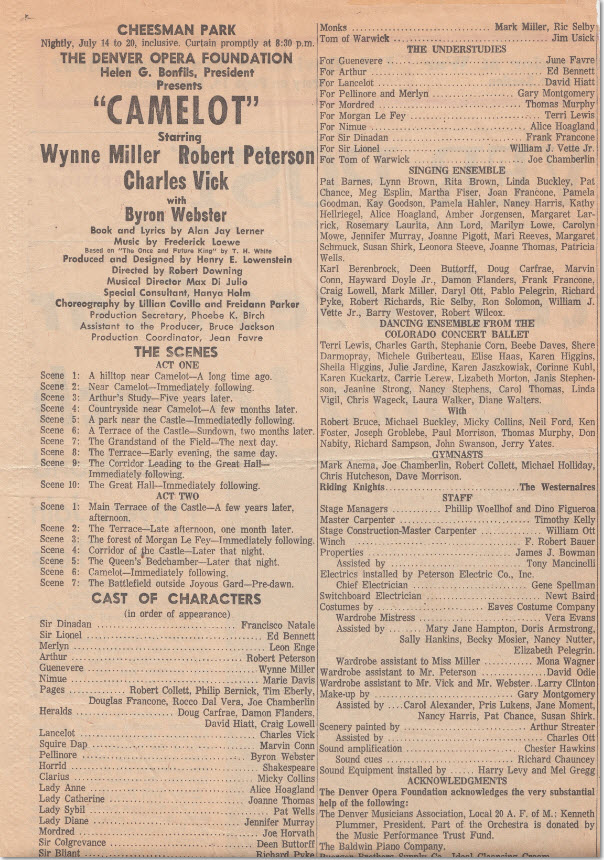 CHEESMAN PARK
Nightly, July 14 to 20, inclusive. Curtain promptly at 8:30 p.m.
THE DENVER OPERA FOUNDATION
Helen G. Bonfils, President
Presents
"CAMELOT"
Starring
Wynne Miller Robert Peterson
Charles Vick
with
Byron Webster
Book and Lyrics by Alan Jay Lerner
Music by Frederick Loewe
Based on "The Once and Future King" by T. H. White
Produced and Designed by Henry E. Lowenstein
Directed by Robert Downing
Musical Director Max Di Julio
Special Consultant, Hanya Holm
Choreography by Lillian Covillo and Freidann Parker
Production Secretary, Phoebe K. Birch
Assistant to the Producer, Bruce Jackson
Production Coordinator, Jean Favre
THE SCENES
ACT ONE
Scene 1: A hilltop near Camelot—A long time ago.
Scene 2: Near Camelot—Immediately following.
Scene 3: Arthur's Study—Five years later.
Scene 4: Countryside near Camelot—A few months later.
Scene 5: A park near the Castle—Immediatedly following.
Scene 6: A Terrace of the Castle—Sundown, two months later.
Scene 7: The Grandstand of the Field—The next day.
Scene 8: The Terrace—Early evening, the same day.
Scene 9: The Corridor Leading to the Great Hall—
Immediately following.
Scene 10: The Great Hall—Immediately following.
ACT TWO
Scene 1: Main Terrace of the Castle—A few years later,
afternoon.
Scene 2: The Terrace—Late afternoon, one month later.
Scene 3: The forest of Morgan Le Fey—Immediately following.
Scene 4: Corridor of the Castle—Later that night.
Scene 5: The Queen's Bedchamber—Later that night.
Scene 6: Camelot—Immediately following.
Scene 7: The Battlefield outside Joyous Gard—Pre-dawn.
CAST OF CHARACTERS
(in order of appearance)
Sir Dinadan ........ Francisco Natale
Sir Lionel ........ Ed Bennett
Merlyn ........ Leon Enge
Arthur ........ Robert Peterson
Guenevere ........ Wynne Miller
Nimue ........ Marie Davis
Pages ........ Robert Collett, Philip Bernick, Tim Eberly,
Douglas Francone, Rocco Dal Vera, Joe Chamberlin
Heralds ........ Doug Carfrae, Damon Flanders,
David Hiatt, Craig Lowell
Lancelot ........ Charles Vick
Squire Dap ........ Marvin Conn
Pellinore ........ Byron Webster
Horrid ........ Shakespeare
Clarius ........ Micky Collins
Lady Anne ........ Alice Hoagland
Lady Catherine ........ Joanne Thomas
Lady Sybil ........ Pat Wells
Lady Diane ........ Jennifer Murray
Mordred ........ Joe Horvath
Sir Colgrevance ........ Deen Buttorff
Sir Bliant ........ Richard Pyke
Monks ........ Mark Miller, Ric Selby
Tom of Warwick ........ Jim Usick
THE UNDERSTUDIES
For Guenevere ........ June Favre
For Arthur ........ Ed Bennett
For Lancelot ........ David Hiatt
For Pellinore and Merlyn ........ Gary Montgomery
For Mordred ........ Thomas Murphy
For Morgan Le Fey ........ Terri Lewis
For Nimue ........ Alice Hoagland
For Sir Dinadan ........ Frank Francone
For Sir Lionel ........ William J. Vette Jr.
For Tom of Warwick ........ Joe Chamberlin
SINGING ENSEMBLE
Pat Barnes, Lynn Brown, Rita Brown, Linda Buckley, Pat
Chance, Meg Esplin, Martha Fiser, Joan Francone, Pamela
Goodman, Kay Goodson, Pamela Hahler, Nancy Harris, Kathy
Hellriegel, Alice Hoagland, Amber Jorgensen, Margaret Lar-
rick, Rosemary Laurita, Ann Lord, Marilyn Lowe, Carolyn
Mowe, Jennifer Murray, Joanne Pigott, Mari Reeves, Margaret
Schmuck, Susan Shirk, Leonora Steeve, Joanne Thomas, Patricia
Wells.
Karl Berenbrock, Deen Buttorff, Doug Carfrae, Marvin
Conn, Hayward Doyle Jr., Damon Flanders, Frank Francone,
Craig Lowell, Mark Miller, Daryl Ott, Pablo Pelegrin, Richard
Pyke, Robert Richards, Ric Selby, Ron Solomon, William J.
Vette Jr., Barry Westover, Robert Wilcox.
DANCING ENSEMBLE FROM THE
COLORADO CONCERT BALLET
Terri Lewis, Charles Garth, Stephanie Corn, Beebe Daves, Shere
Darmopray, Michele Guiberteau, Elise Haas, Karen Higgins,
Sheila Higgins, Julie Jardine, Karen Jaszkowiak, Corinne Kuhl,
Karen Kuckartz, Carrie Lerew, Lizabeth Morton, Janis Stephen-
son, Jeanine Strong, Nancy Stephens, Carol Thomas, Linda
Vigil, Chris Wageck, Laura Walker, Diane Walters.
With
Robert Bruce, Michael Buckley, Micky Collins, Neil Ford, Ken
Foster, Joseph Groblebe, Paul Morrison, Thomas Murphy, Don
Nabity, Richard Sampson, John Swanson, Jerry Yates.
GYMNASTS
Mark Anema, Joe Chamberlin, Robert Collett, Michael Holliday,
Chris Hutcheson, Dave Morrison.
Riding Knights ........ The Westernaires
STAFF
Stage Managers ........ Phillip Woellhof and Dino Figueroa
Master Carpenter ........ Timothy Kelly
Stage Construction-Master Carpenter ........ William Ott
Winch ........ F. Robert Bauer
Properties ........ James J. Bowman
Assisted by ........ Tony Mancinelli
Electrics installed by Peterson Electric Co., Inc.
Chief Electrician ........ Gene Spellman
Switchboard Electrician ........ Newt Baird
Costumes by ........ Eaves Costume Company
Wardrobe Mistress ........ Vera Evans
Assisted by ........ Mary Jane Hampton, Doris Armstrong,
Sally Hankins, Becky Mosier, Nancy Nutter,
Elizabeth Pelegrin.
Wardrobe assistant to Miss Miller ........ Mona Wagner
Wardrobe assistant to Mr. Peterson ........ David Odie
Wardrobe assistant to Mr. Vick and Mr. Webster. Larry Clinton
Make-up by ........ Gary Montgomery
Assisted by ........ Carol Alexander, Pris Lukens, Jane Moment,
Nancy Harris, Pat Chance, Susan Shirk.
Scenery painted by ........ Arthur Streater
Assisted by ........ Charles Ott
Sound amplification ........ Chester Hawkins
Sound cues ........ Richard Chauncey
Sound Equipment installed by ........ Harry Levy and Mel Gregg
ACKNOWLEDGMENTS
The Denver Opera Foundation acknowledges the very substantial
help of the following:
The Denver Musicians Association, Local 20 A. F. of M.: Kenneth
Plummer, President. Part of the Orchestra is donated by
the Music Performance Trust Fund.
The Baldwin Piano Company.